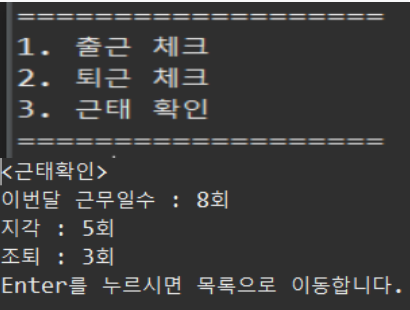 ===================
1. 출근 체크
2. 퇴근 체크
3. 근태 확인
===================
<근태확인>
이번달 근무일수 : 8회
지각 : 5회
조퇴 : 3회
Enter를 누르시면 목록으로 이동합니다.